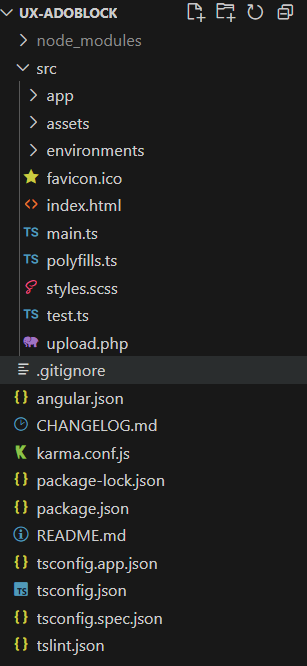 UX-ADOBLOCK
node_modules
src
app
assets
environments
favicon.ico
<> index.html
TS main.ts
TS polyfills.ts
styles.scss
TS test.ts
upload.php
.gitignore
{} angular.json
CHANGELOG.md
K karma.conf.js
{} package-lock.json
{} package.json
README.md
{} tsconfig.app.json
TS tsconfig.json
{} tsconfig.spec.json
{} tslint.json